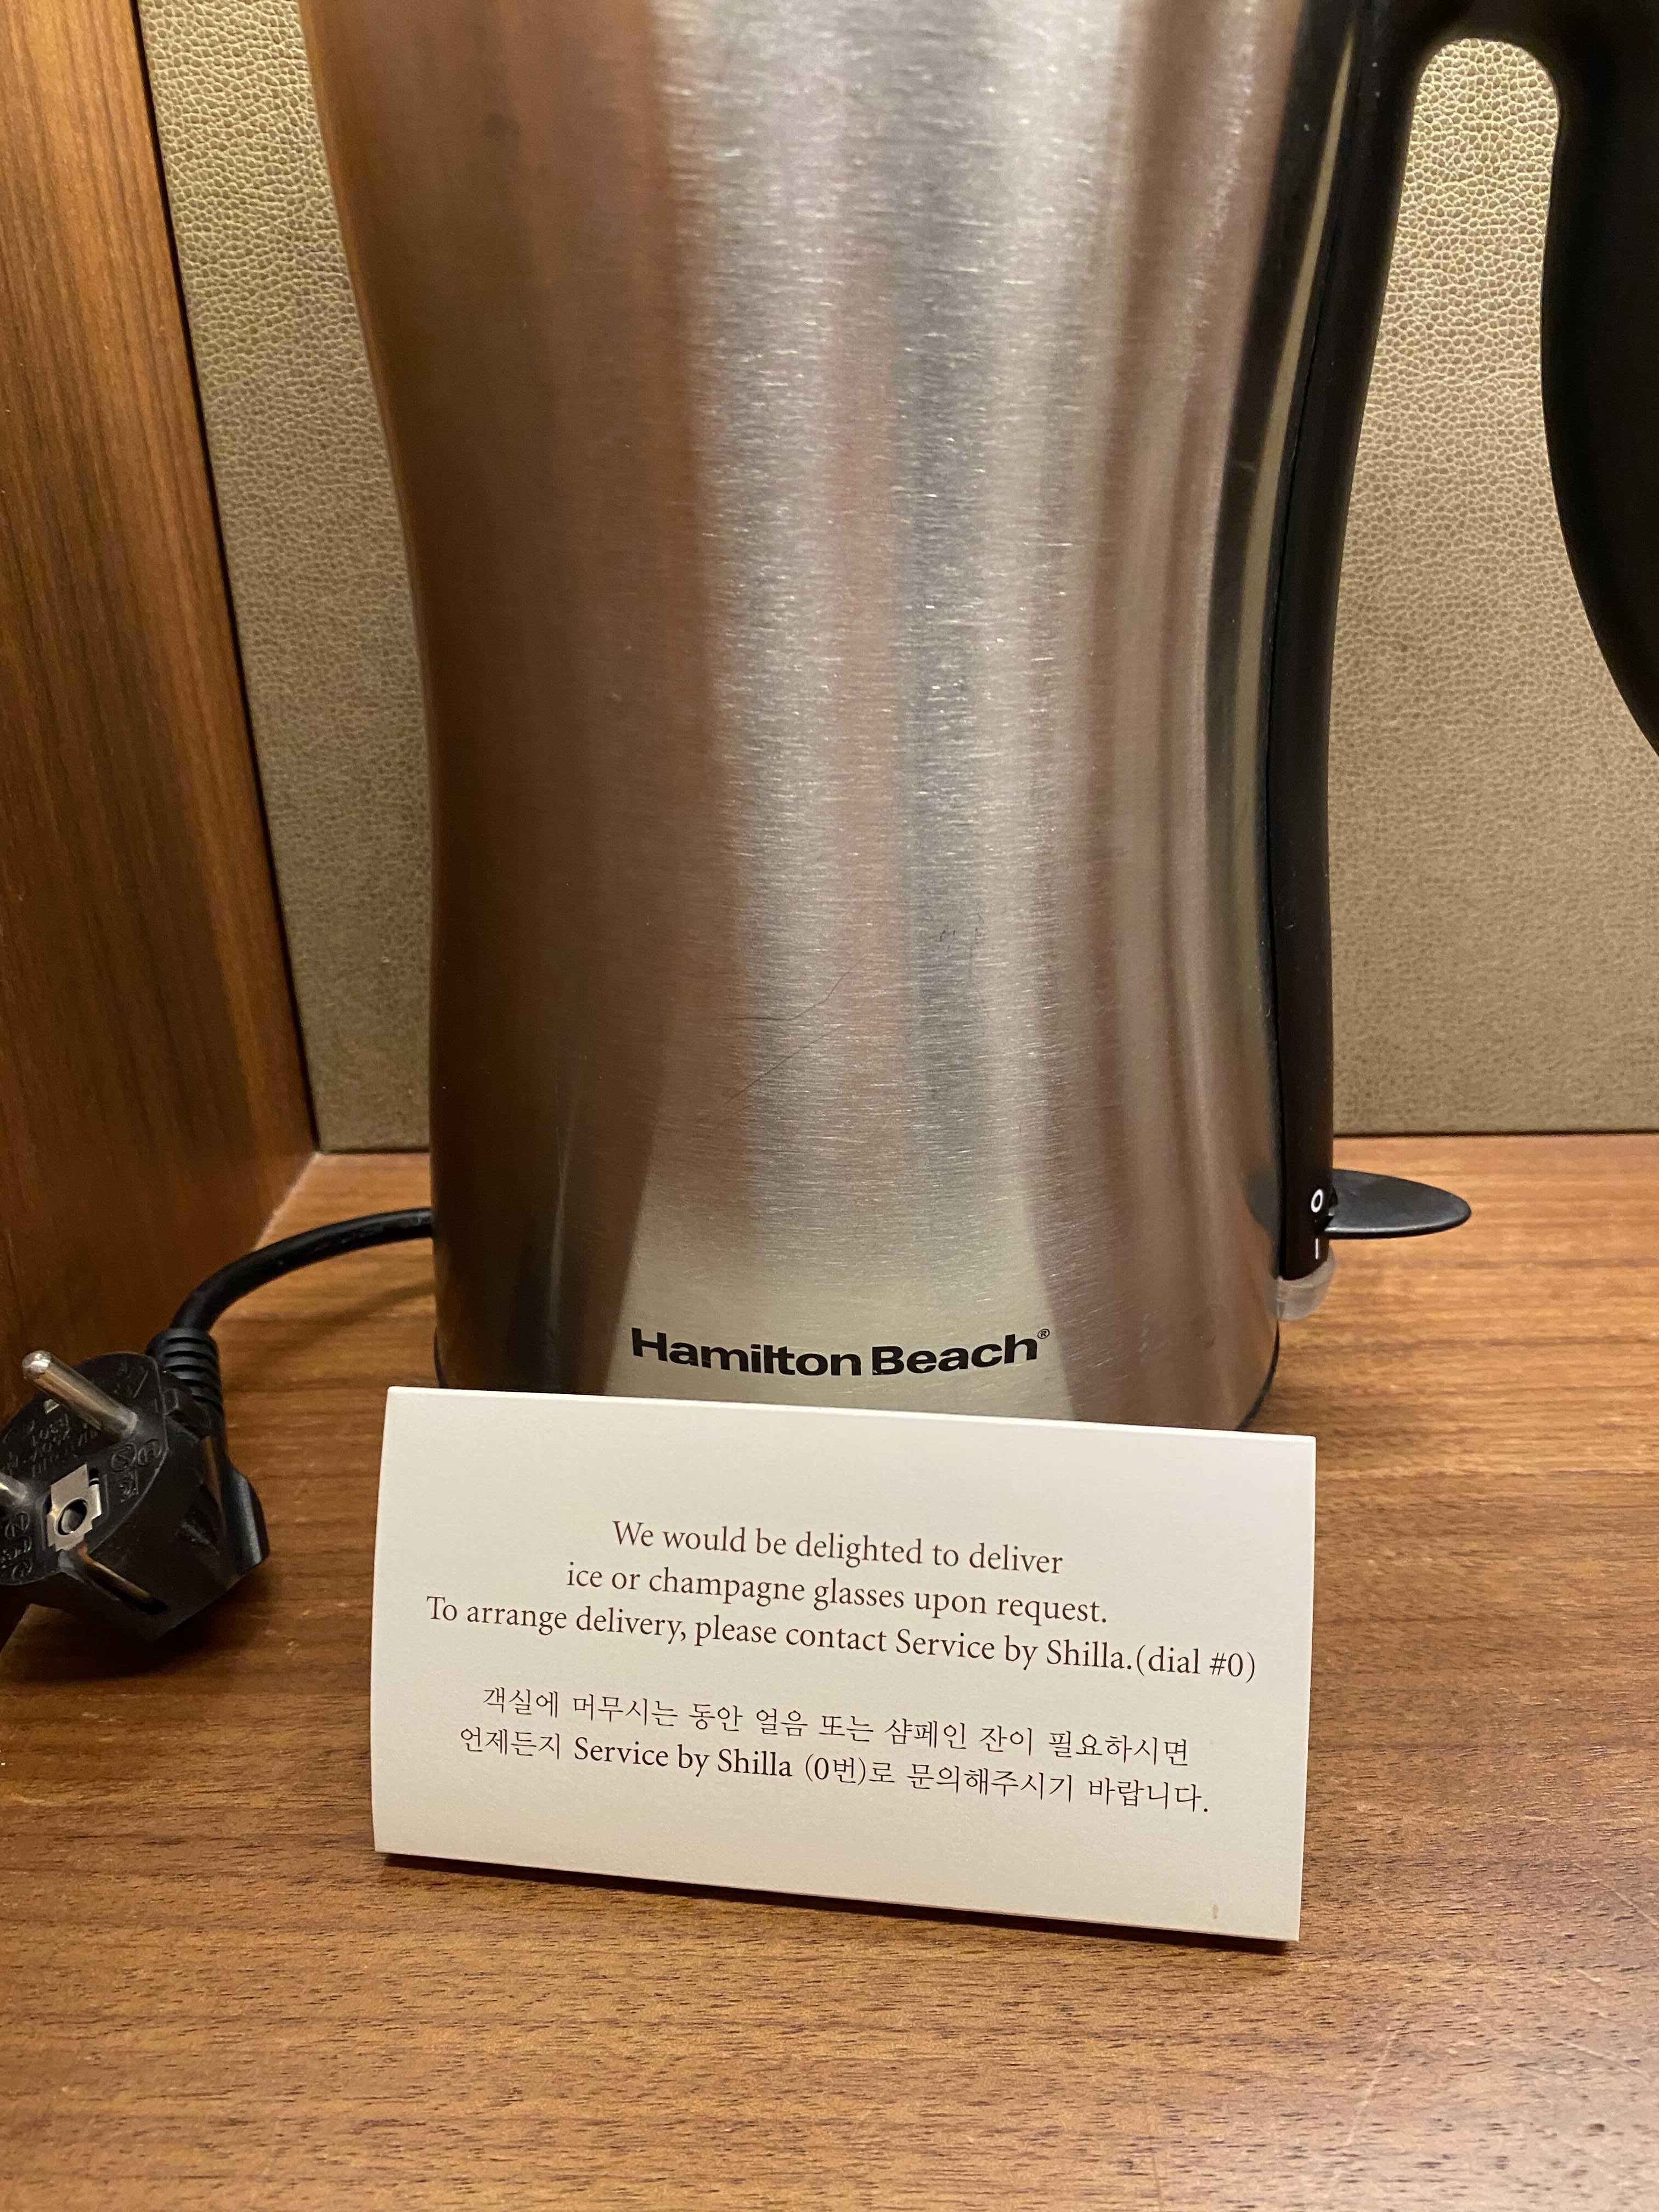 O
I
Hamilton Beach®
We would be delighted to deliver
ice or champagne glasses upon request.
To arrange delivery, please contact Service by Shilla.(dial #0)
객실에 머무시는 동안 얼음 또는 샴페인 잔이 필요하시면
언제든지 Service by Shilla (0번)로 문의해주시기 바랍니다.